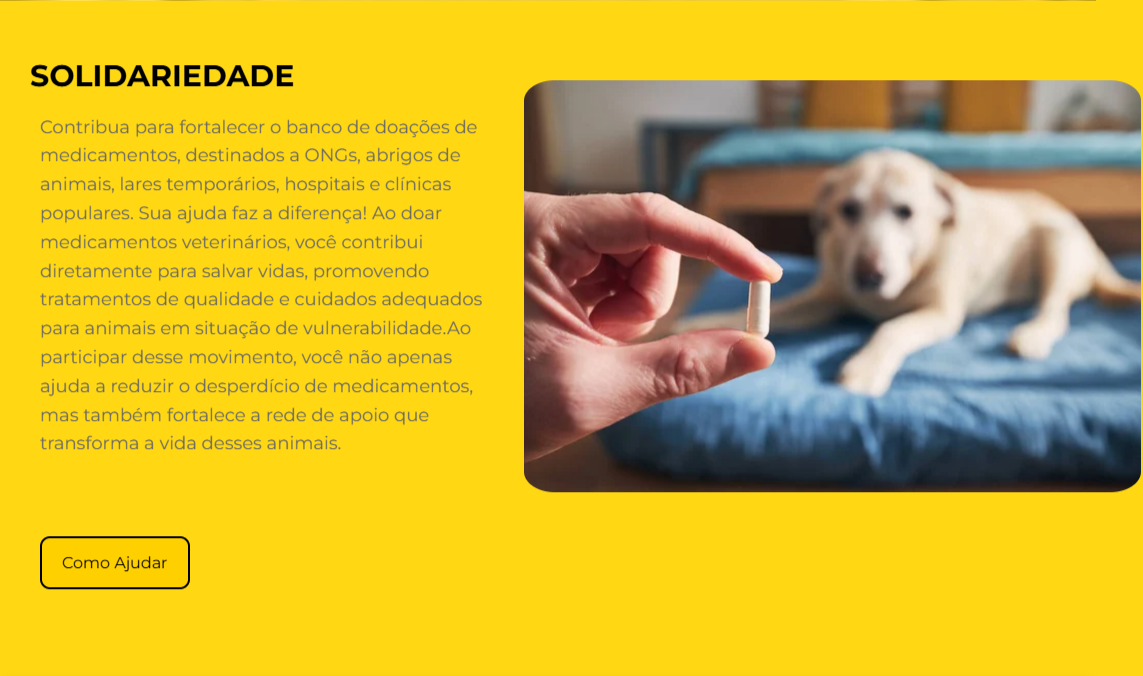 SOLIDARIEDADE
Contribua para fortalecer o banco de doações de
medicamentos, destinados a ONGs, abrigos de
animais, lares temporários, hospitais e clínicas
populares. Sua ajuda faz a diferença! Ao doar
medicamentos veterinários, você contribui
diretamente para salvar vidas, promovendo
tratamentos de qualidade e cuidados adequados
para animais em situação de vulnerabilidade.Ao
participar desse movimento, você não apenas
ajuda a reduzir o desperdício de medicamentos,
mas também fortalece a rede de apoio que
transforma a vida desses animais.
Como Ajudar